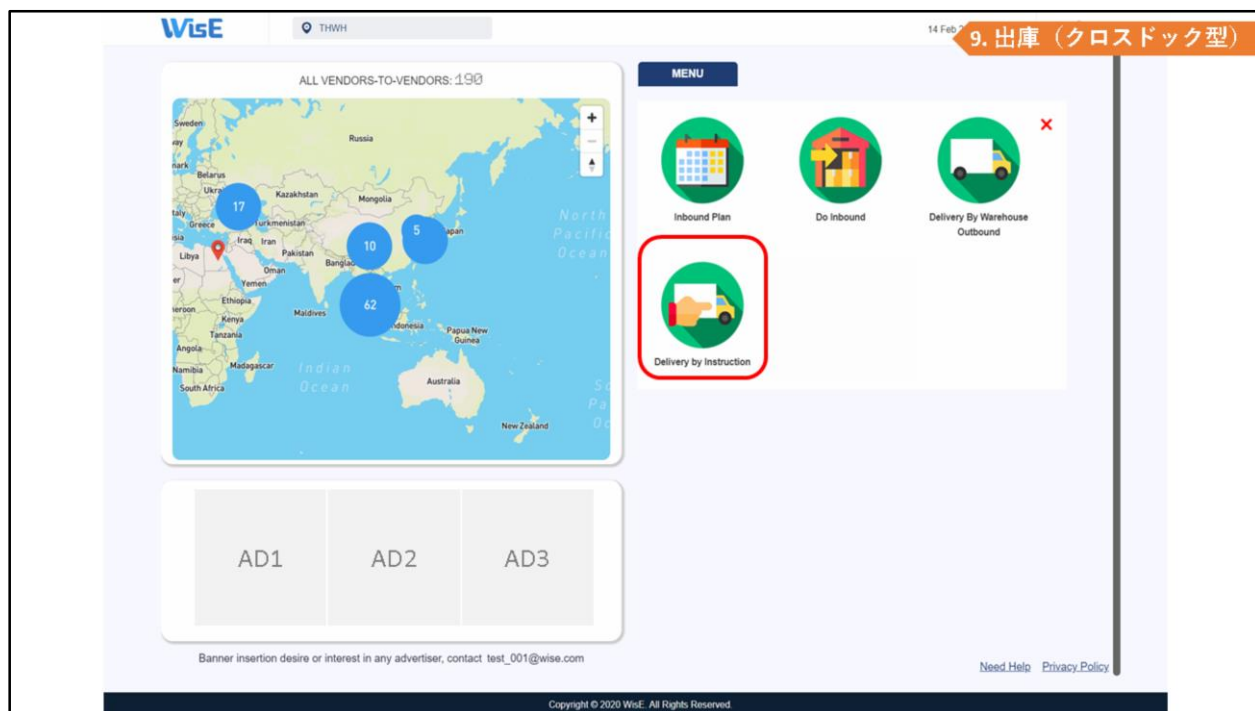 WisE
THWH
14 Feb
9. 出庫（クロスドック型）
ALL VENDORS-TO-VENDORS: 190
MENU
Sweden
Russia
Belarus
Kazakhstan
Mongolia
17
Greece
Iraq
Iran
Pakistan
10
5
Libya
Oman
Yemen
62
Ethiopia
Kenya
Maldives
Papua New
Guinea
Tanzania
Angola
Namibia
Madagascar
South Africa
Indian
Ocean
Australia
New Zealand
North
Pacific
Ocean
Inbound Plan
Do Inbound
Delivery By Warehouse
Outbound
Delivery by Instruction
AD1
AD2
AD3
Banner insertion desire or interest in any advertiser, contact test_001@wise.com
Need Help
Privacy Policy
Copyright © 2020 WisE. All Rights Reserved.